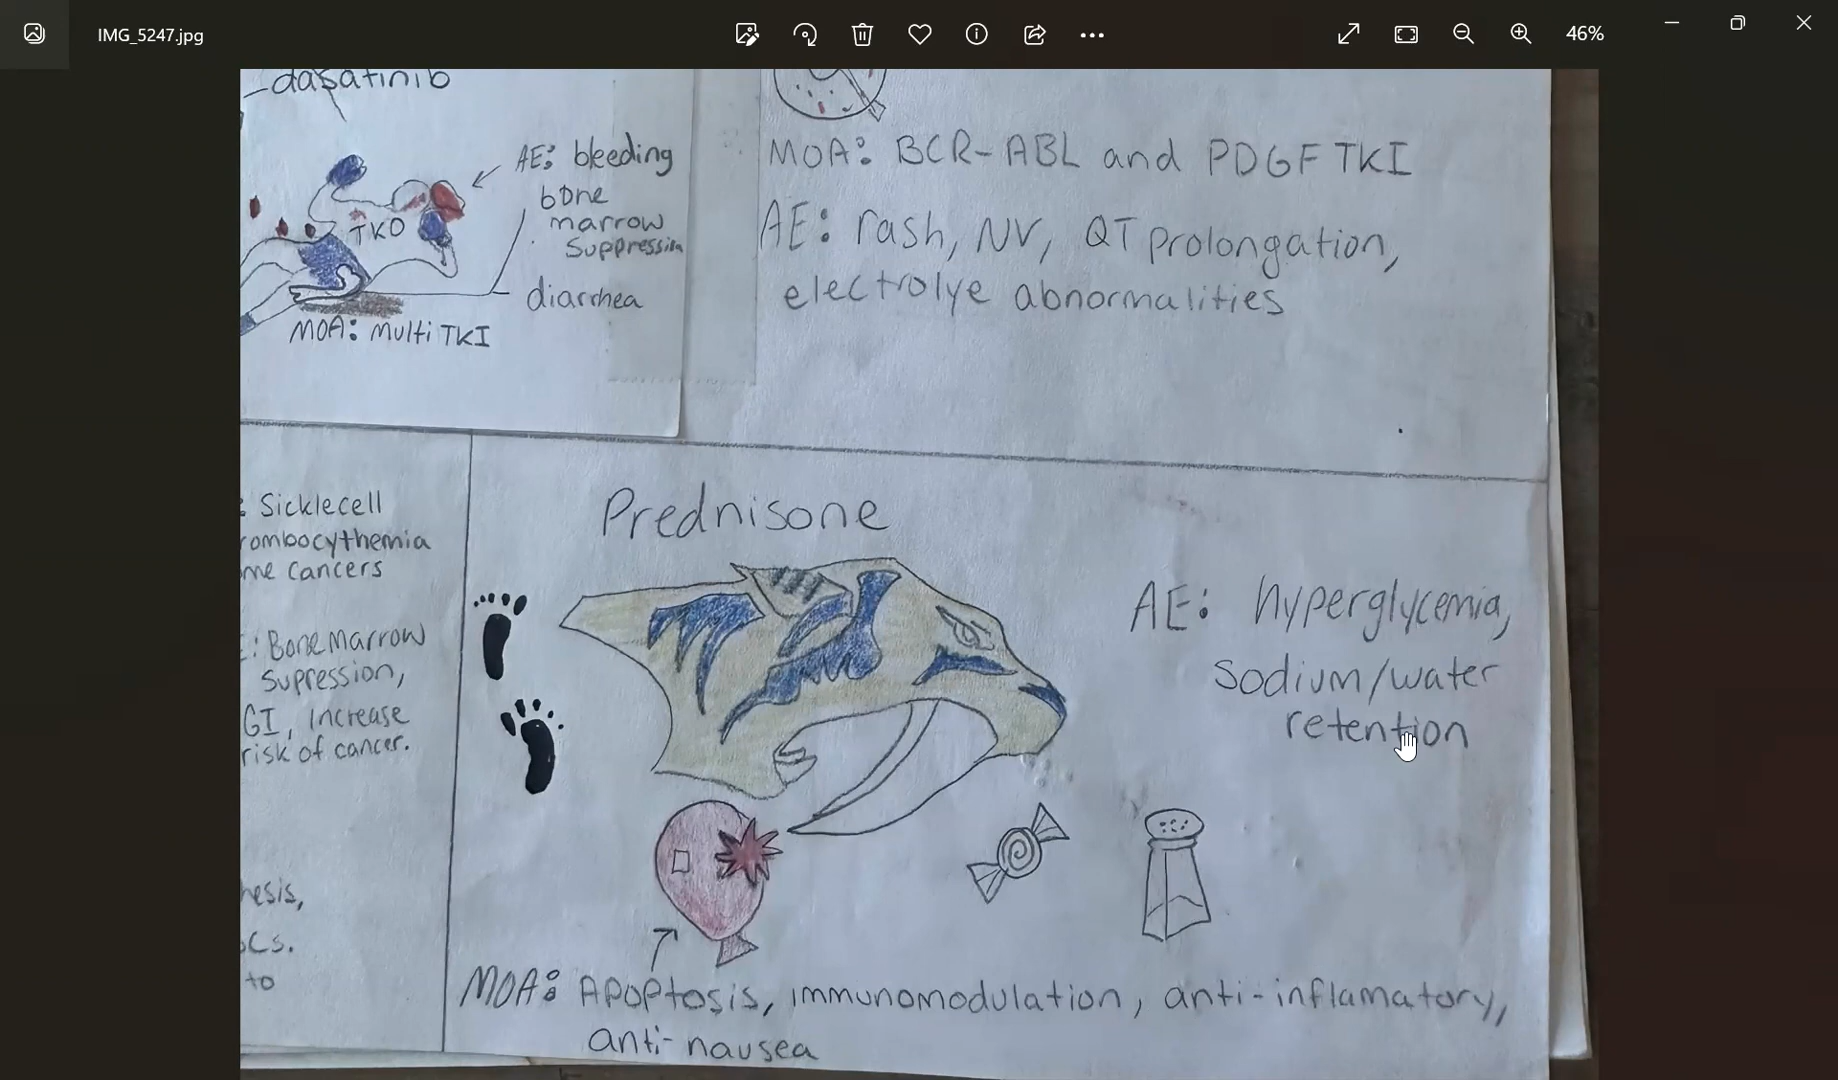 IMG_5247.jpg
46%
-dasatinib
AE: bleeding
bone
marrow
Suppression
TKO
diarrhea
MOA: Multi TKI
MOA: BCR-ABL and PDGF TKI
AE: rash, NV, QT prolongation,
electrolye abnormalities
: Sicklecell
rombocythemia
me cancers
E: Bone Marrow
Supression,
GI, Increase
risk of cancer.
hesis,
Cs.
to
Prednisone
AE: hyperglycemia,
Sodium/water
retention
MOA: Apoptosis, immunomodulation, anti-inflamatory,
anti-nausea